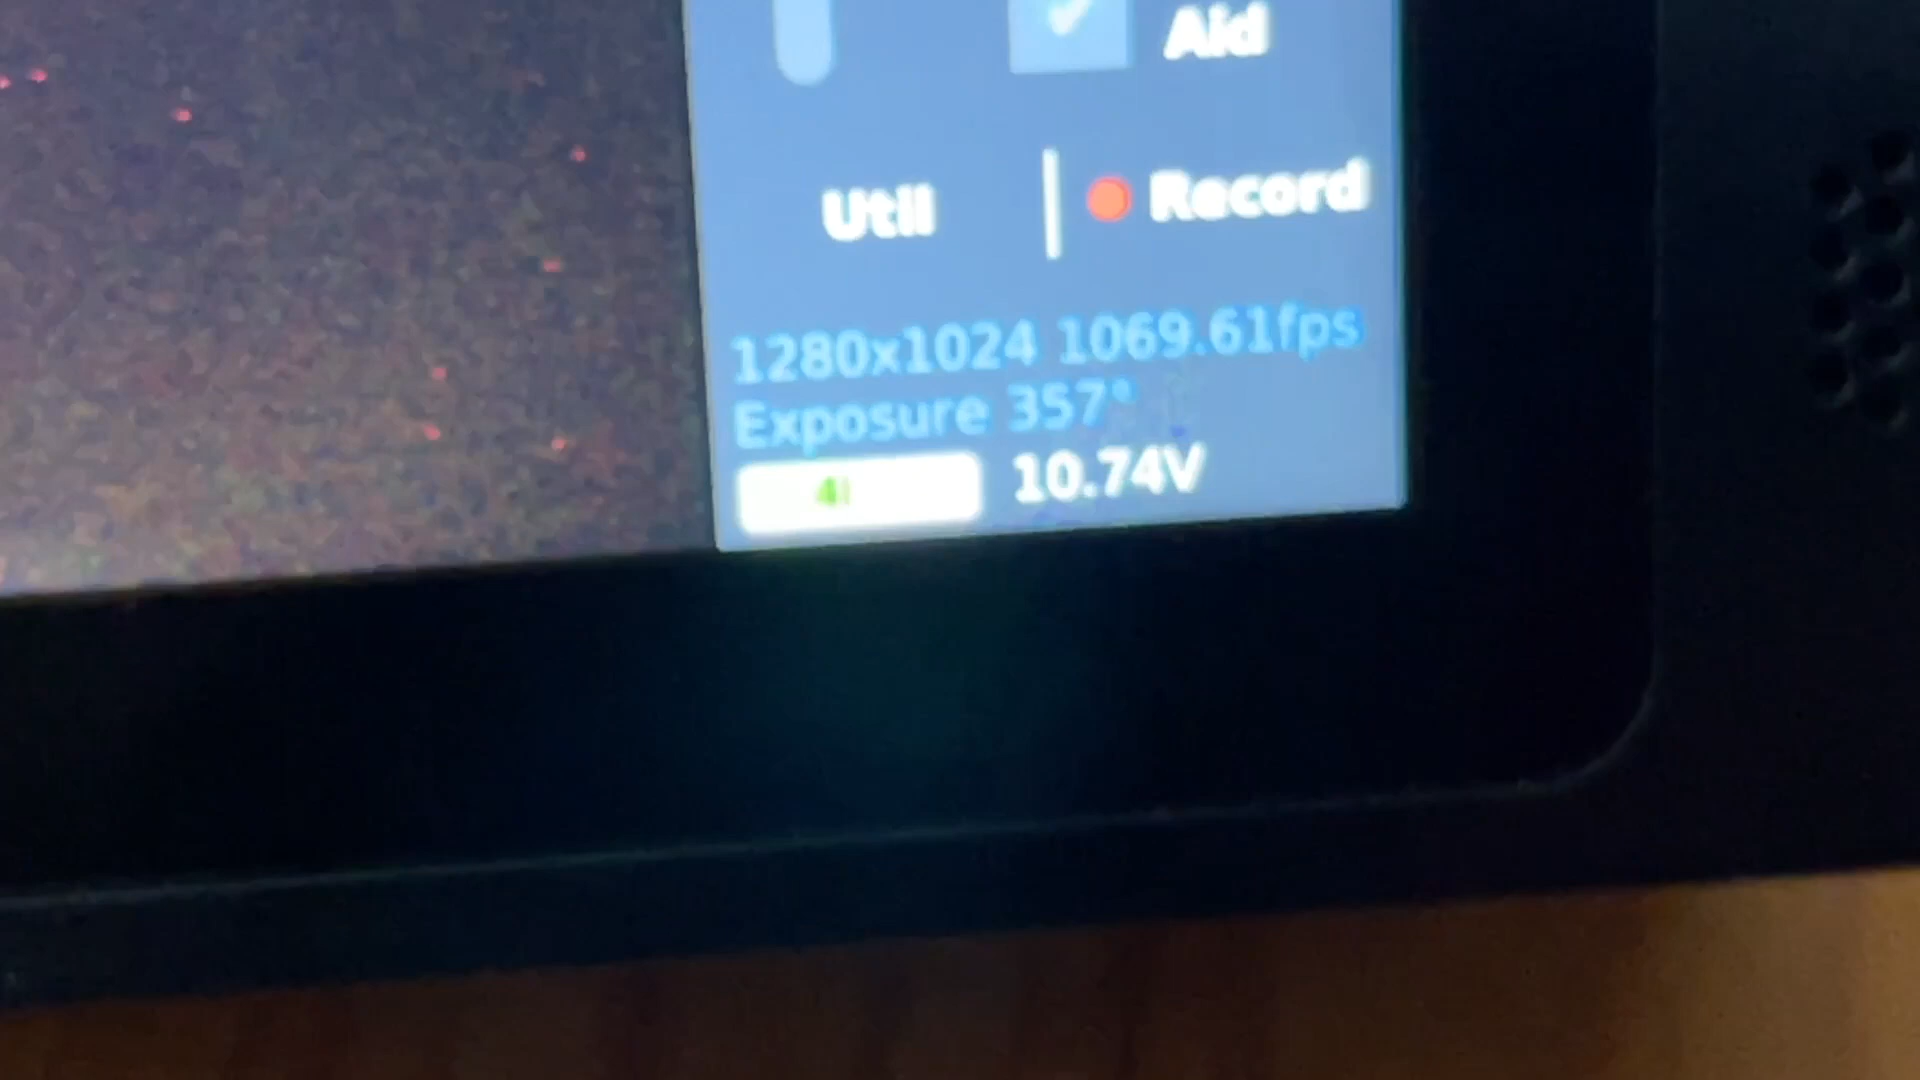 Aid
Util
Record
1280x1024 1069.61fps
Exposure 357°
10.74V